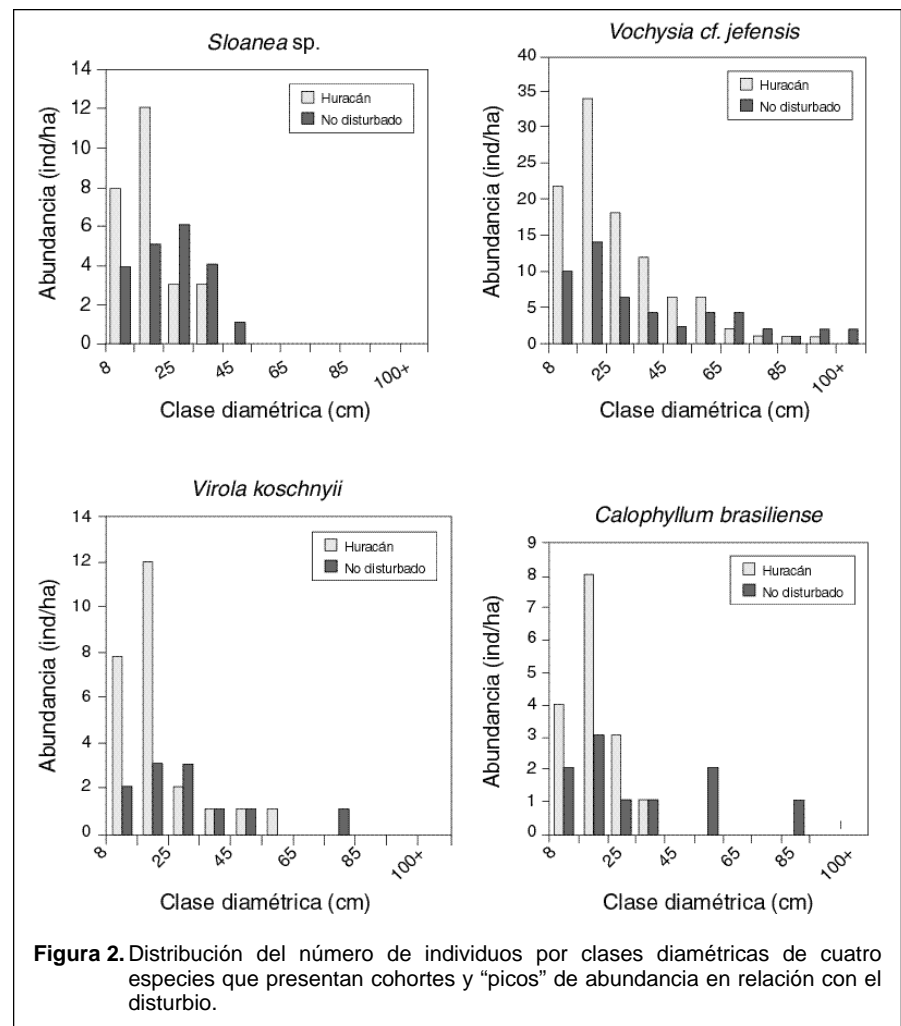 Sloanea sp.
Abundancia (ind/ha)
14
12
10
8
6
4
2
0
Huracán
No disturbado
8
25
45
65
85
100+
Clase diamétrica (cm)
Vochysia cf. jefensis
Abundancia (ind/ha)
40
35
30
25
20
15
10
5
0
Huracán
No disturbado
8
25
45
65
85
100+
Clase diamétrica (cm)
Virola koschnyii
Abundancia (ind/ha)
14
12
10
8
6
4
2
0
Huracán
No disturbado
8
25
45
65
85
100+
Clase diamétrica (cm)
Calophyllum brasiliense
Abundancia (ind/ha)
9
8
7
6
5
4
3
2
1
0
Huracán
No disturbado
8
25
45
65
85
100+
Clase diamétrica (cm)
Figura 2. Distribución del número de individuos por clases diamétricas de cuatro
especies que presentan cohortes y “picos” de abundancia en relación con el
disturbio.